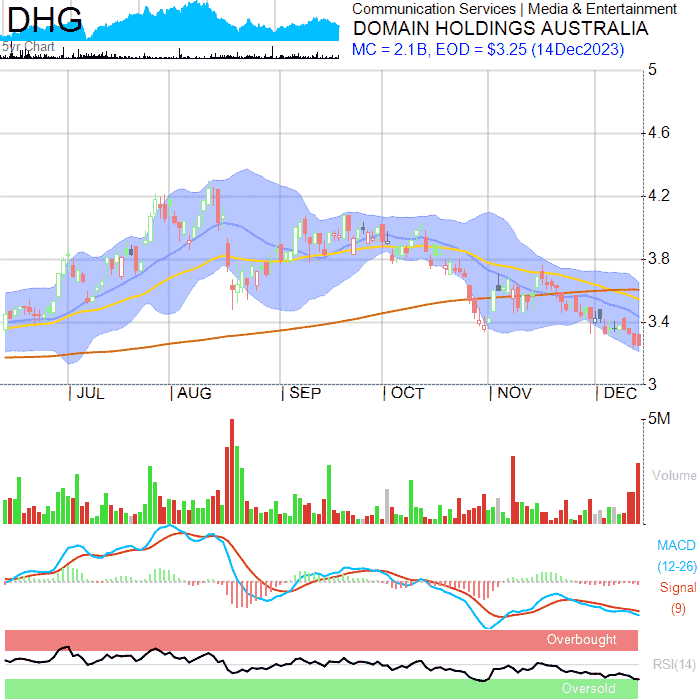 DHG
5yr Chart
Communication Services | Media & Entertainment
DOMAIN HOLDINGS AUSTRALIA
MC = 2.1B, EOD = $3.25 (14Dec2023)
5
4.6
4.2
3.8
3.4
3
JUL
AUG
SEP
OCT
NOV
DEC
5M
Volume
MACD
(12-26)
Signal
(9)
Overbought
RSI(14)
Oversold